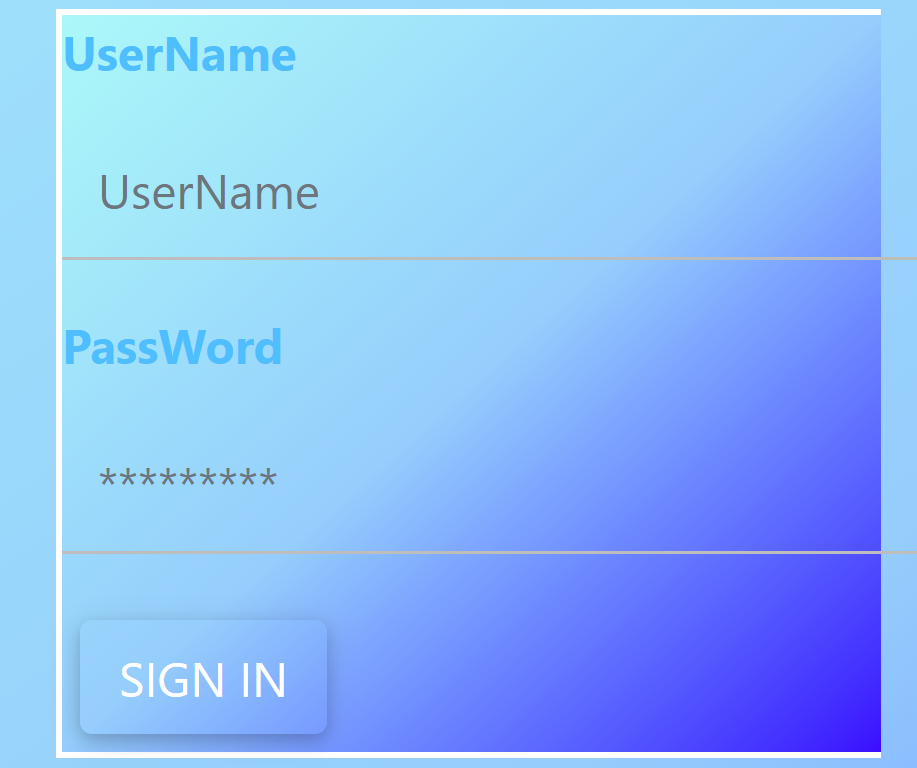 UserName
UserName
PassWord
*********
SIGN IN